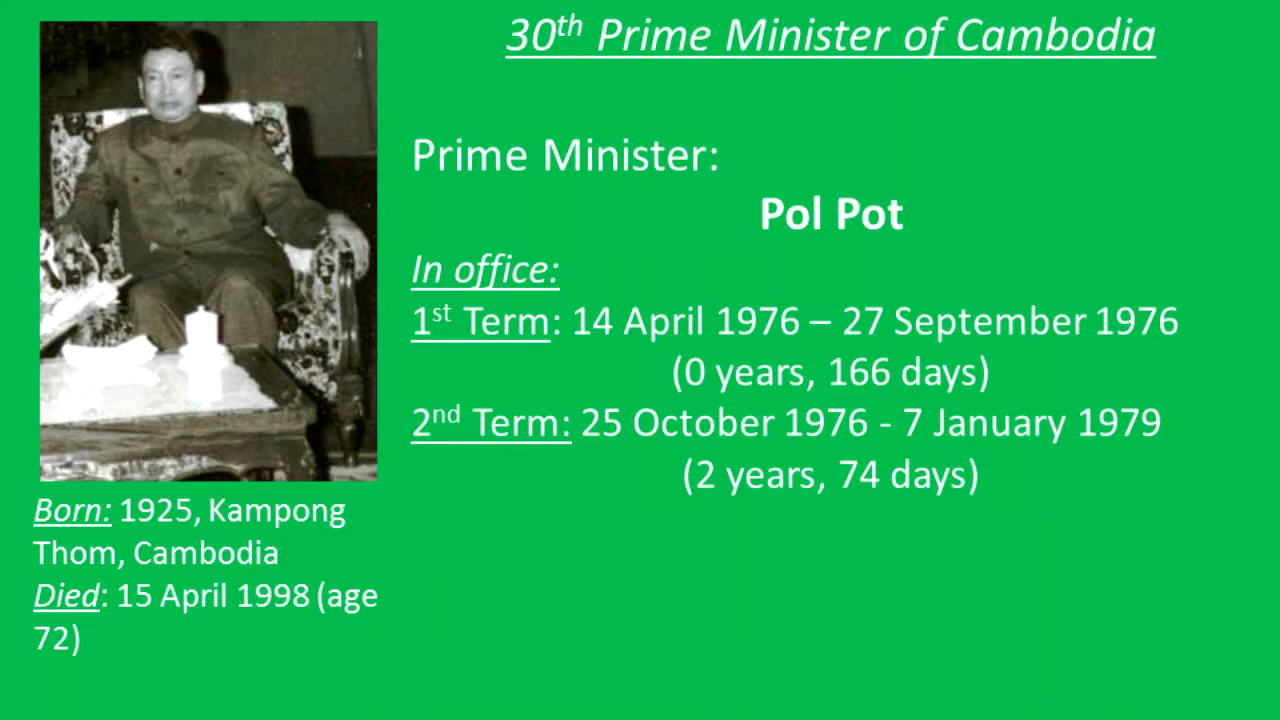 30th Prime Minister of Cambodia
Prime Minister:
Pol Pot
In office:
1st Term: 14 April 1976 – 27 September 1976
(0 years, 166 days)
2nd Term: 25 October 1976 - 7 January 1979
(2 years, 74 days)
Born: 1925, Kampong
Thom, Cambodia
Died: 15 April 1998 (age
72)